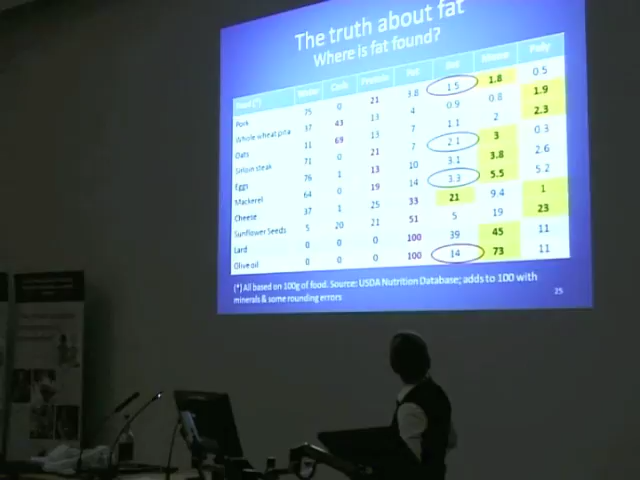 The truth about fat
Where is fat found?
Food (*) Water Carb Protein Fat Sat Mono Poly
Pork 75 0 21 3.8 1.5 1.8 0.5
Whole wheat pita 37 43 13 4 0.9 0.8 1.9
Oats 11 69 13 7 1.1 2 2.3
Sirloin steak 71 0 21 7 2.1 3 0.3
Eggs 76 1 13 10 3.1 3.8 2.6
Mackerel 64 0 19 14 3.3 5.5 5.2
Cheese 37 1 25 33 21 9.4 1
Sunflower Seeds 5 20 21 51 5 19 23
Lard 0 0 0 100 39 45 11
Olive oil 0 0 0 100 14 73 11
(*) All based on 100g of food. Source: USDA Nutrition Database; adds to 100 with
minerals & some rounding errors
25